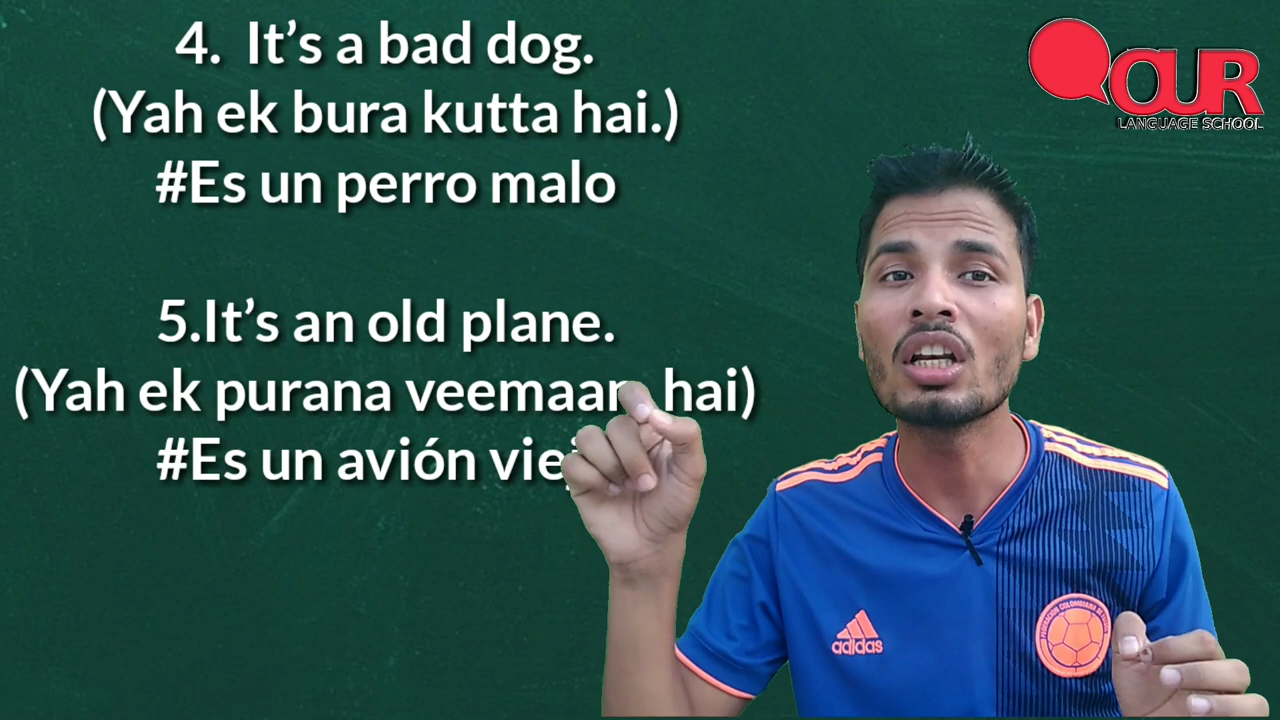 4. It's a bad dog.
(Yah ek bura kutta hai.)
#Es un perro malo
5.It's an old plane.
(Yah ek purana veemaan hai)
#Es un avión
OUR
LANGUAGE SCHOOL
adidas